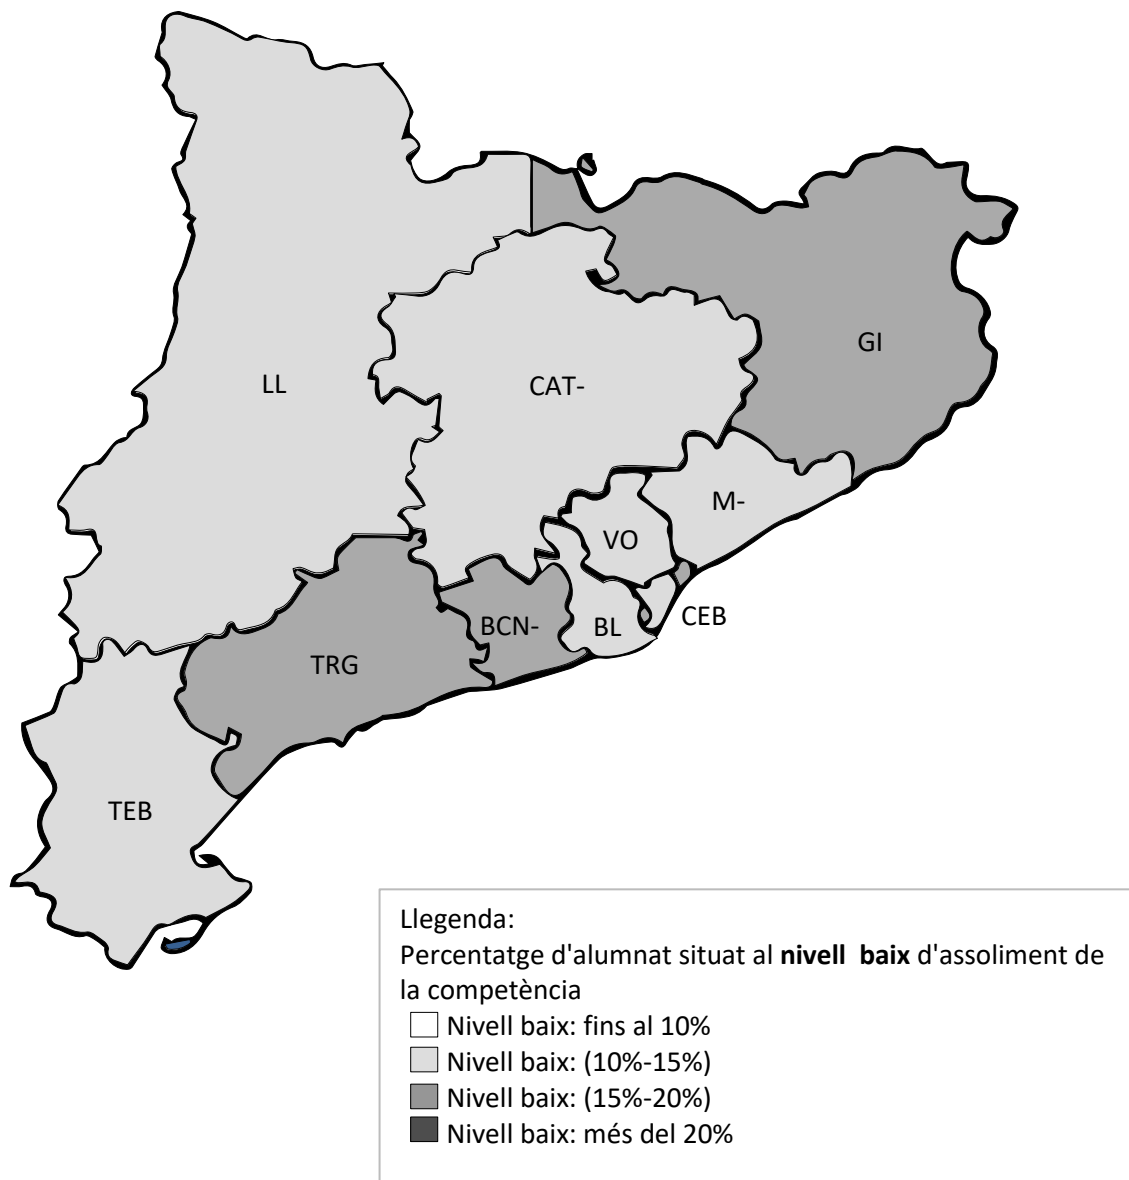 LL
CAT-
GI
M-
VO
CEB
BCN-
BL
TRG
TEB
Llegenda:
Percentatge d'alumnat situat al nivell baix d'assoliment de
la competència
Nivell baix: fins al 10%
Nivell baix: (10%-15%)
Nivell baix: (15%-20%)
Nivell baix: més del 20%